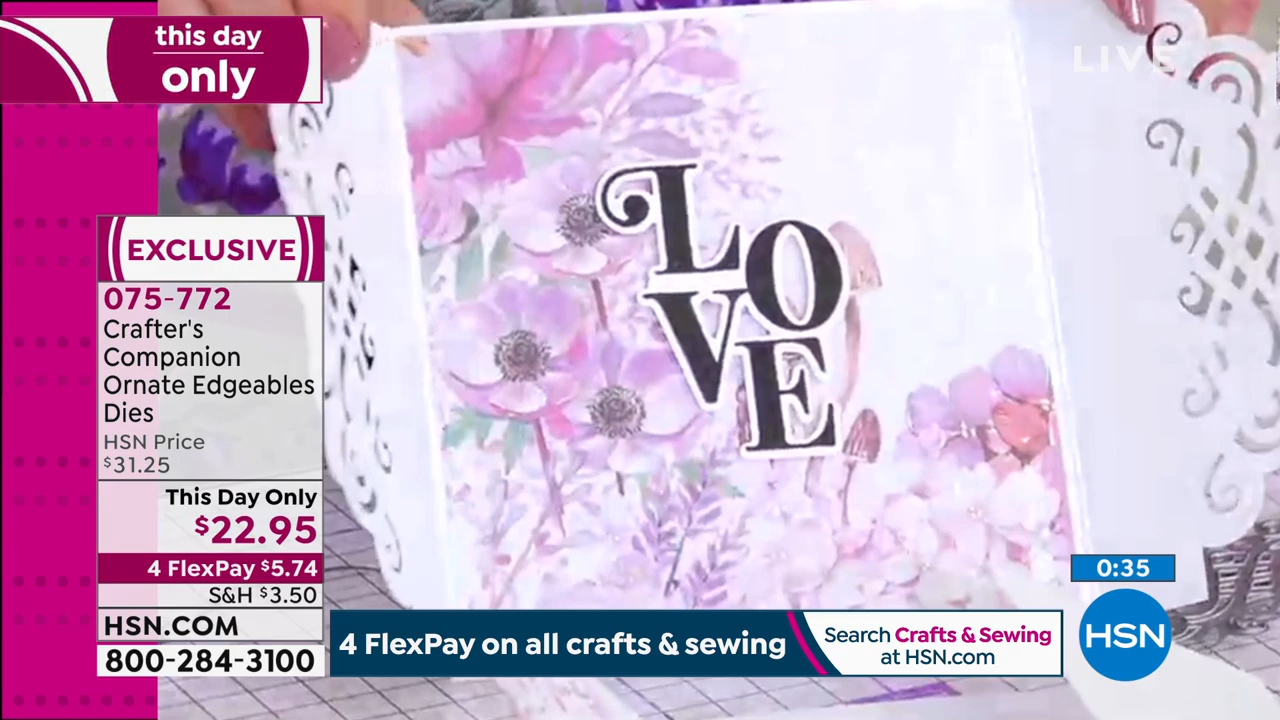 this day
only
LIVE
EXCLUSIVE
075-772
Crafter's
Companion
Ornate Edgeables
Dies
HSN Price
$31.25
This Day Only
$22.95
4 FlexPay $5.74
S&H $3.50
HSN.COM
800-284-3100
LOVE
0:35
4 FlexPay on all crafts & sewing
Search Crafts & Sewing
at HSN.com
HSN